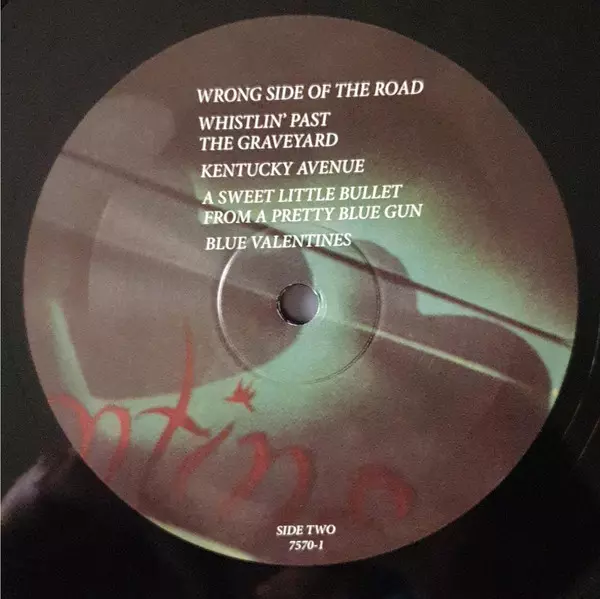 WRONG SIDE OF THE ROAD
WHISTLIN' PAST
THE GRAVEYARD
KENTUCKY AVENUE
A SWEET LITTLE BULLET
FROM A PRETTY BLUE GUN
BLUE VALENTINES
ntine
SIDE TWO
7570-1